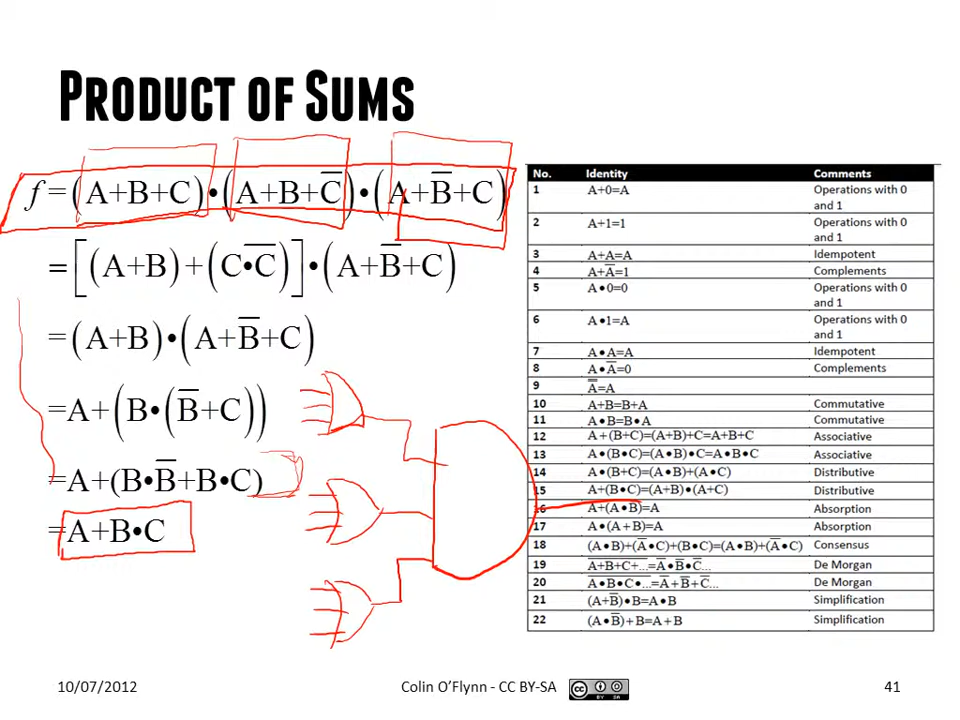 PRODUCT OF SUMS
f = (A+B+C)•(A+B+C̅)•(A+B̅+C)
=[(A+B)+(C•C̅)]•(A+B̅+C)
=(A+B)•(A+B̅+C)
=A+(B•(B̅+C))
=A+(B•B̅+B•C)
=A+B•C
No. Identity Comments
1 A+0=A Operations with 0 and 1
2 A+1=1 Operations with 0 and 1
3 A+A=A Idempotent
4 A+A̅=1 Complements
5 A•0=0 Operations with 0 and 1
6 A•1=A Operations with 0 and 1
7 A•A=A Idempotent
8 A•A̅=0 Complements
9 A̿=A
10 A+B=B+A Commutative
11 A•B=B•A Commutative
12 A+(B+C)=(A+B)+C=A+B+C Associative
13 A•(B•C)=(A•B)•C=A•B•C Associative
14 A•(B+C)=(A•B)+(A•C) Distributive
15 A+(B•C)=(A+B)•(A+C) Distributive
16 A+(A•B)=A Absorption
17 A•(A+B)=A Absorption
18 (A•B)+(A̅•C)+(B•C)=(A•B)+(A̅•C) Consensus
19 A̅+̅B̅+̅C̅+̅.̅.̅.̅=A̅•B̅•C̅... De Morgan
20 A̅•̅B̅•̅C̅•̅.̅.̅.̅=A̅+B̅+C̅... De Morgan
21 (A+B̅)•B=A•B Simplification
22 (A•B̅)+B=A+B Simplification
10/07/2012
Colin O’Flynn - CC BY-SA
cc BY SA
41